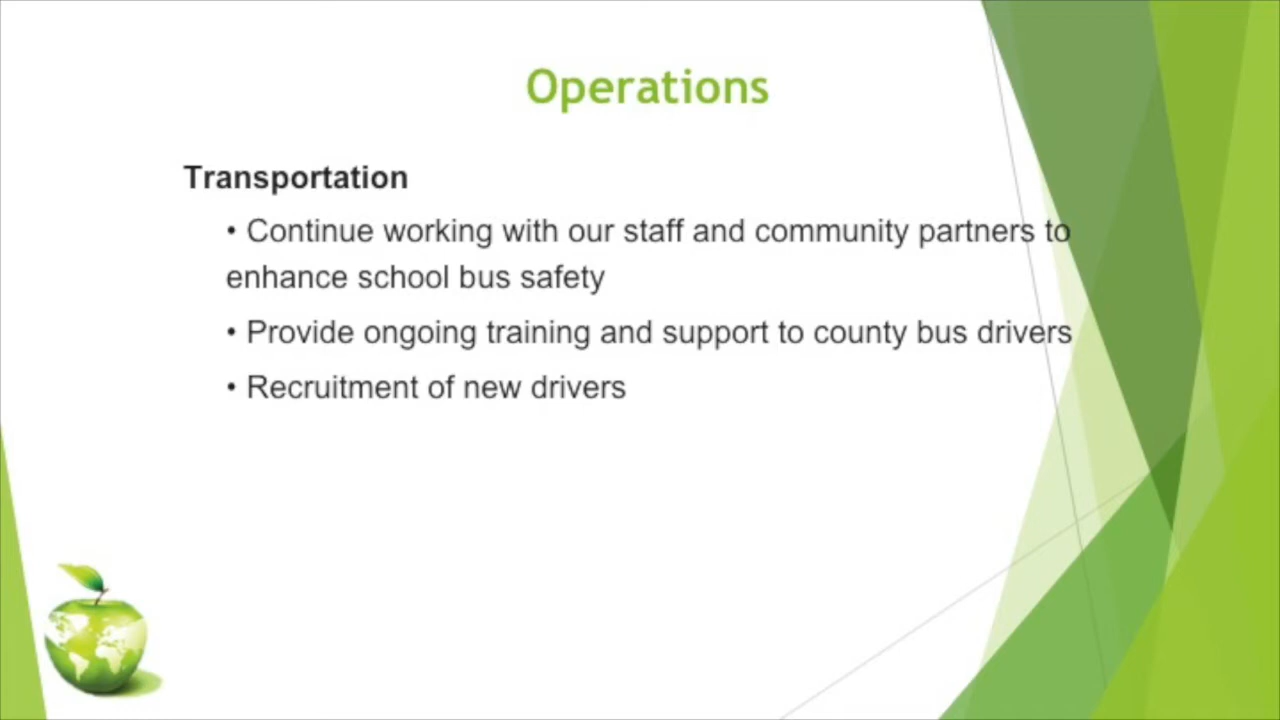 Operations
Transportation
• Continue working with our staff and community partners to
enhance school bus safety
• Provide ongoing training and support to county bus drivers
• Recruitment of new drivers